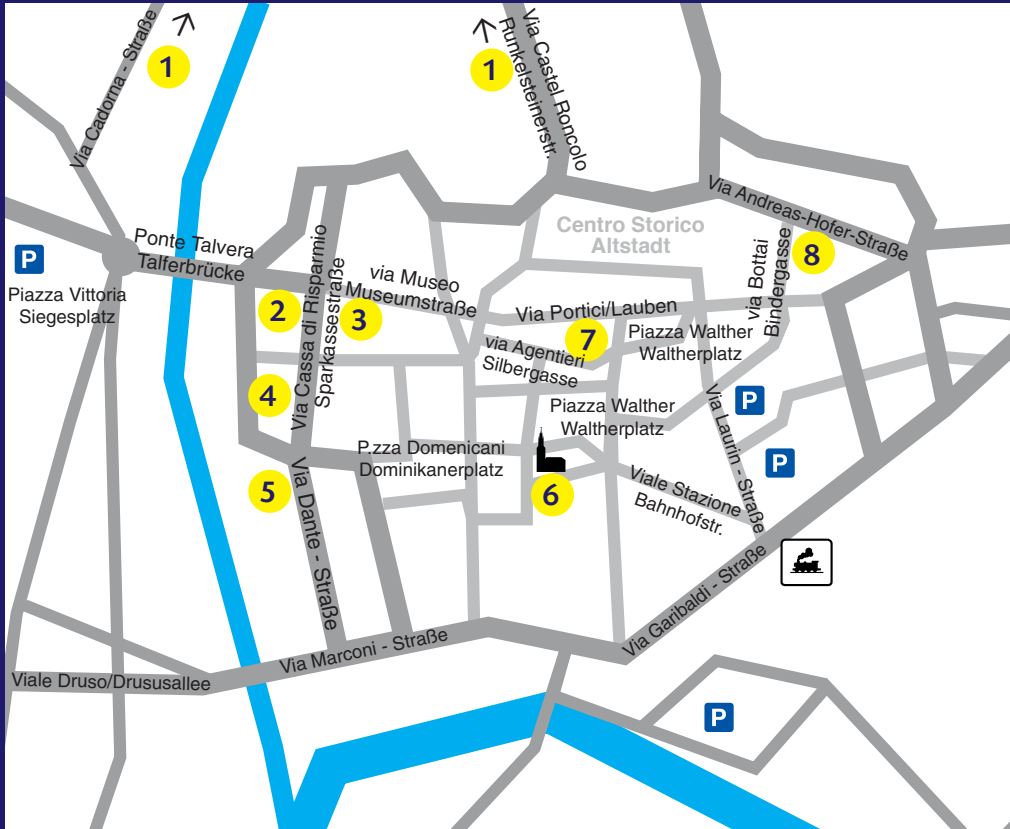 1
Via Cadorna - Straße
1
Via Castel Roncolo
Runkelsteinerstr.
Via Andreas-Hofer-Straße
Centro Storico
Altstadt
8
via Bottai
Bindergasse
P
Piazza Vittoria
Siegesplatz
Ponte Talvera
Talferbrücke
via Museo
Museumstraße
2
3
Via Cassa di Risparmio
Sparkassestraße
Via Portici/Lauben
7
Piazza Walther
Waltherplatz
via Agentieri
Silbergasse
4
Piazza Walther
Waltherplatz
P
Via Laurin - Straße
P
P.zza Domenicani
Dominikanerplatz
5
6
Viale Stazione
Bahnhofstr.
Via Dante - Straße
Via Garibaldi - Straße
Via Marconi - Straße
Viale Druso/Drususallee
P